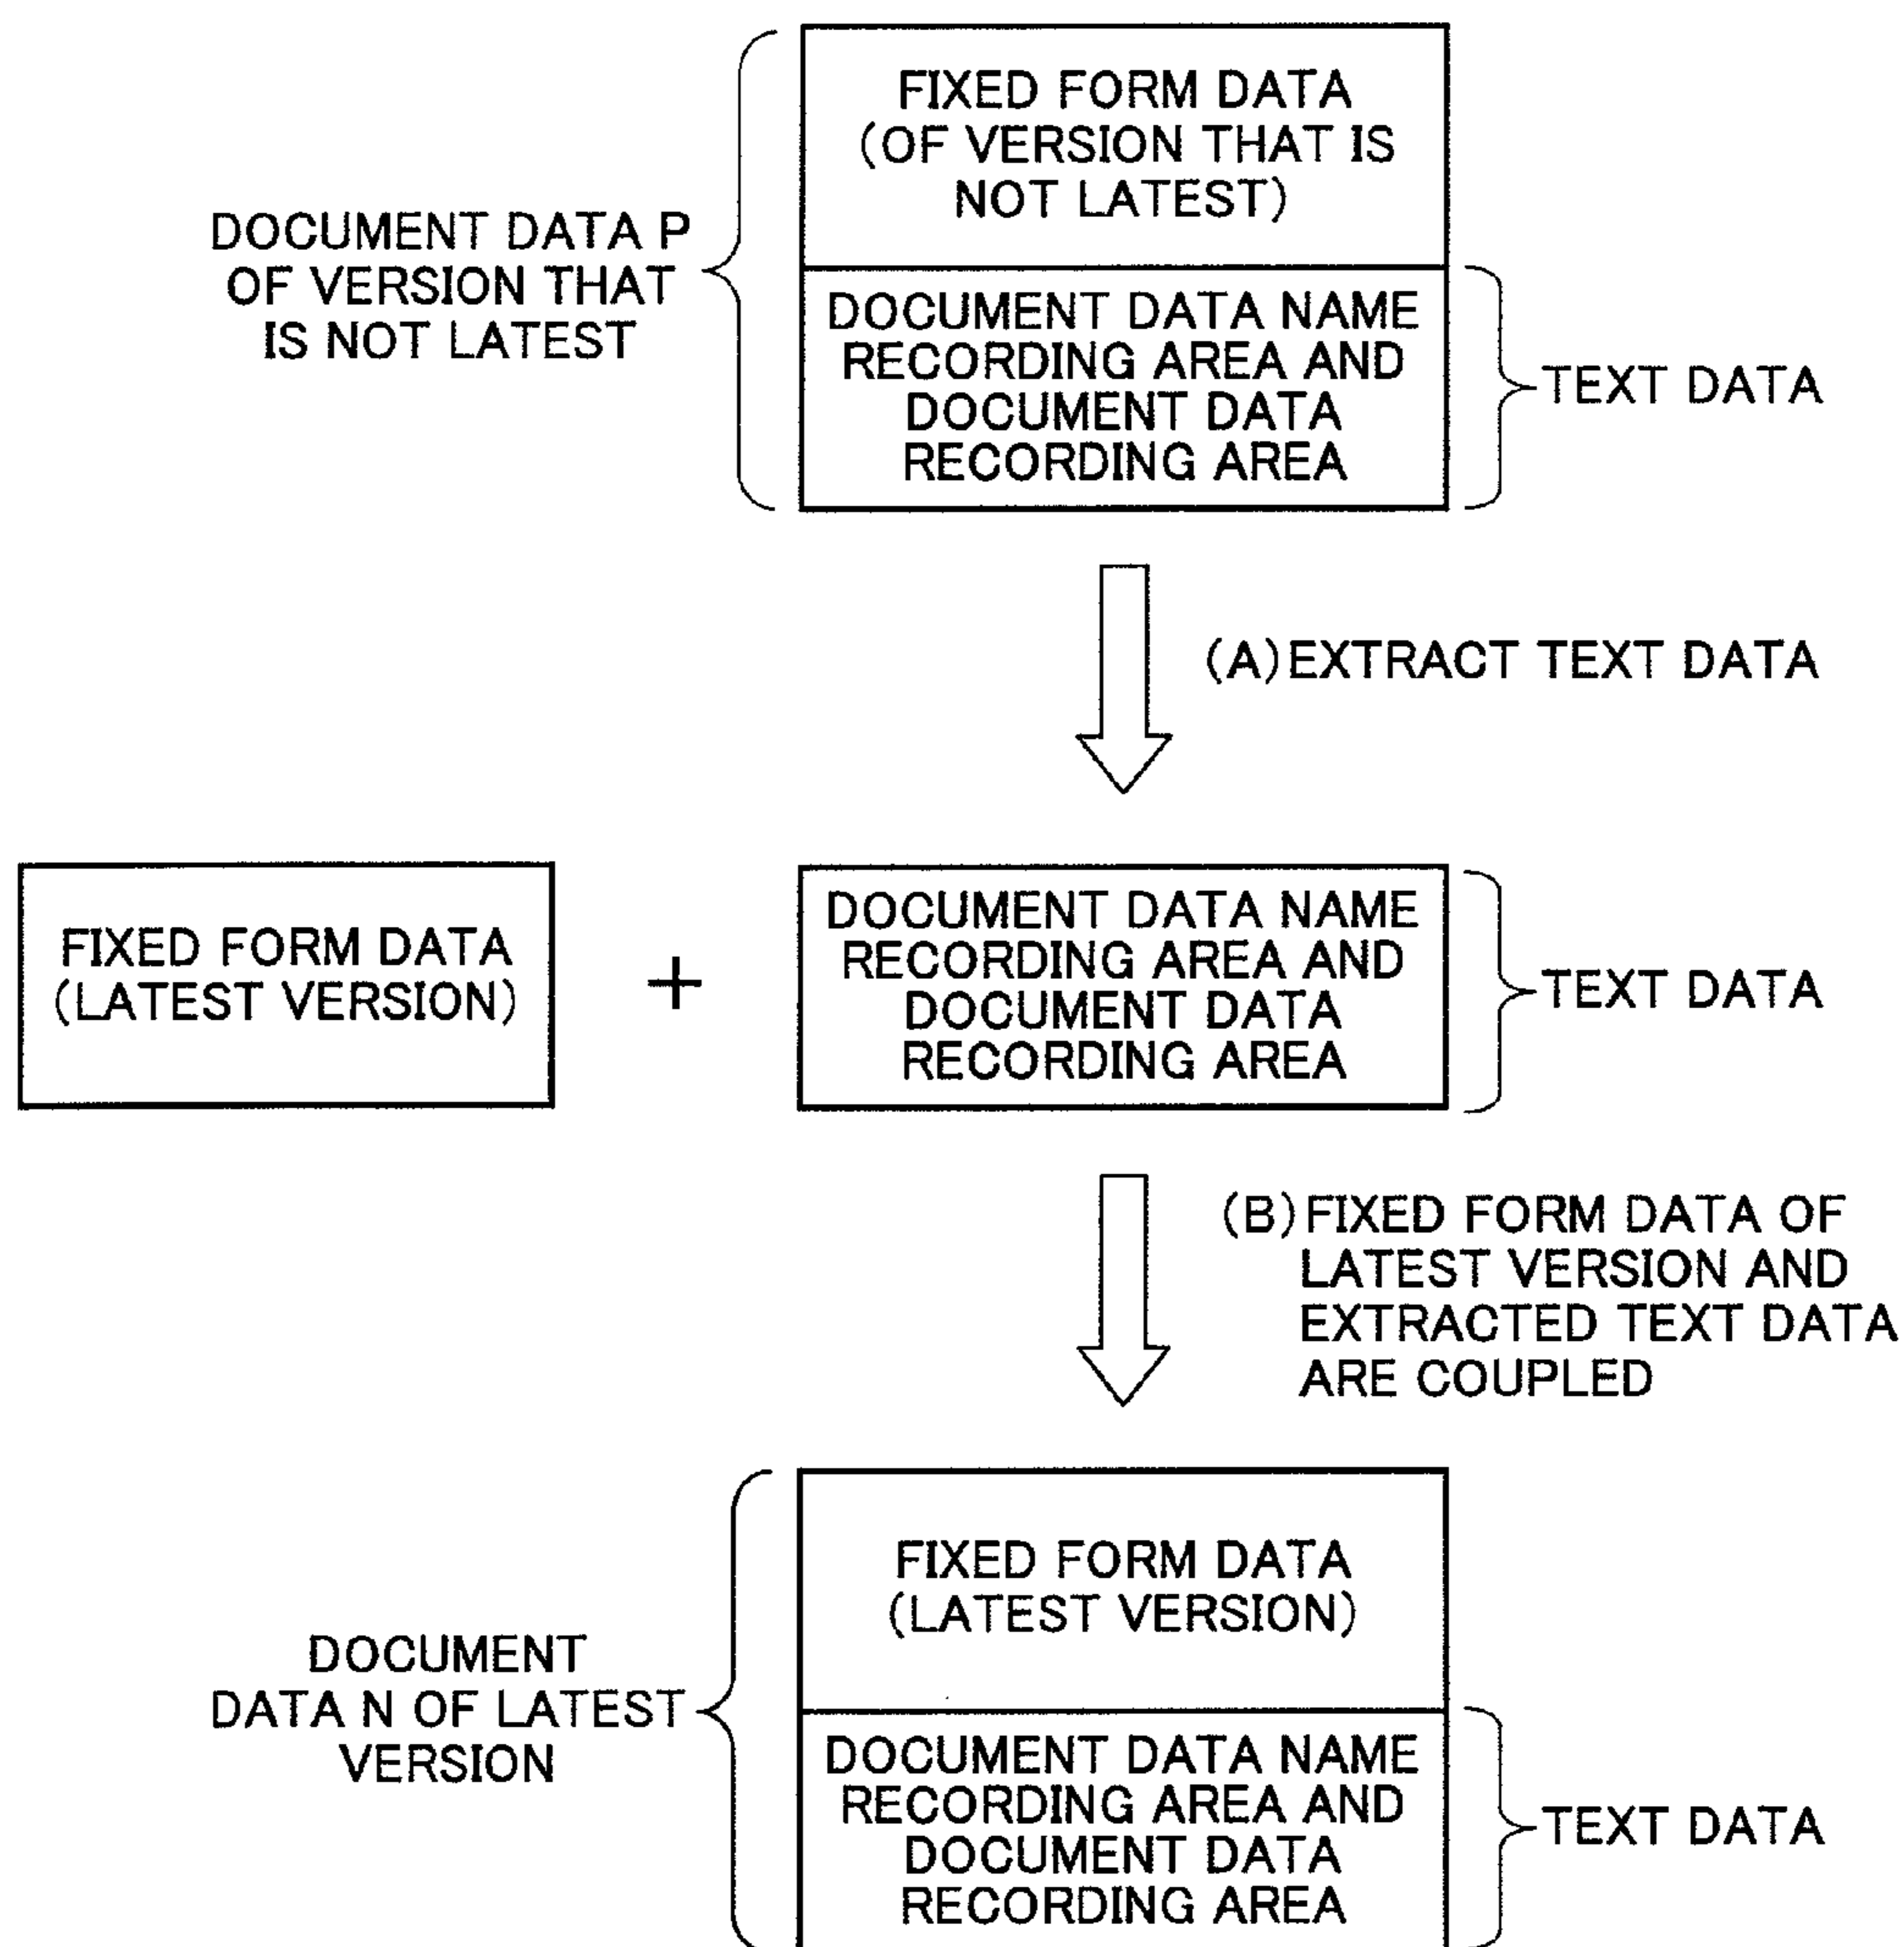 FIXED FORM DATA
(OF VERSION THAT IS
NOT LATEST)
DOCUMENT DATA P
OF VERSION THAT
IS NOT LATEST
DOCUMENT DATA NAME
RECORDING AREA AND
DOCUMENT DATA
RECORDING AREA
TEXT DATA
(A) EXTRACT TEXT DATA
FIXED FORM DATA
(LATEST VERSION)
+
DOCUMENT DATA NAME
RECORDING AREA AND
DOCUMENT DATA
RECORDING AREA
TEXT DATA
(B) FIXED FORM DATA OF
LATEST VERSION AND
EXTRACTED TEXT DATA
ARE COUPLED
FIXED FORM DATA
(LATEST VERSION)
DOCUMENT
DATA N OF LATEST
VERSION
DOCUMENT DATA NAME
RECORDING AREA AND
DOCUMENT DATA
RECORDING AREA
TEXT DATA